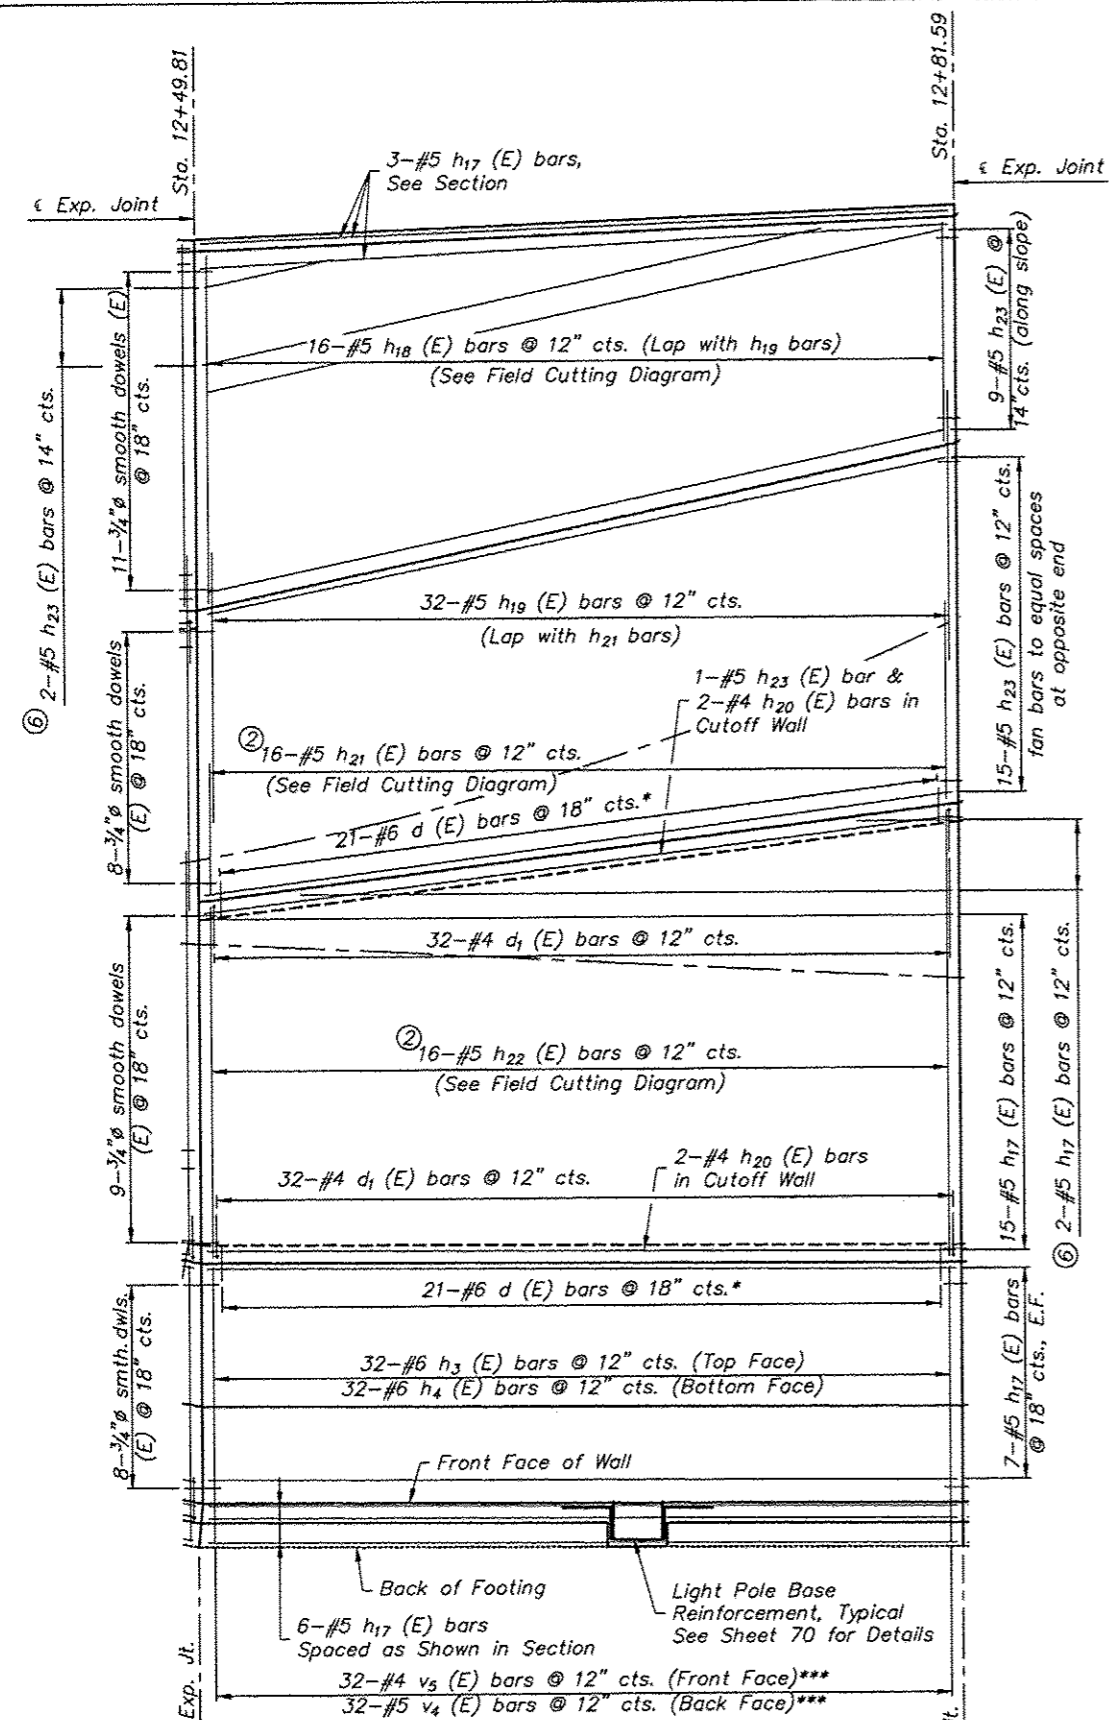 Sta. 12+49.81
Sta. 12+81.59
℄ Exp. Joint
℄ Exp. Joint
3-#5 h17 (E) bars,
See Section
16-#5 h18 (E) bars @ 12" cts. (Lap with h19 bars)
(See Field Cutting Diagram)
9-#5 h23 (E) @
14"cts. (along slope)
⑥ 2-#5 h23 (E) bars @ 14" cts.
11-3/4"ø smooth dowels (E)
@ 18" cts.
32-#5 h19 (E) bars @ 12" cts.
(Lap with h21 bars)
15-#5 h23 (E) bars @ 12" cts.
fan bars to equal spaces
at opposite end
1-#5 h23 (E) bar &
2-#4 h20 (E) bars in
Cutoff Wall
8-3/4"ø smooth dowels
(E) @ 18" cts.
② 16-#5 h21 (E) bars @ 12" cts.
(See Field Cutting Diagram)
21-#6 d (E) bars @ 18" cts.*
32-#4 d1 (E) bars @ 12" cts.
9-3/4"ø smooth dowels
(E) @ 18" cts.
② 16-#5 h22 (E) bars @ 12" cts.
(See Field Cutting Diagram)
15-#5 h17 (E) bars @ 12" cts.
⑥ 2-#5 h17 (E) bars @ 12" cts.
2-#4 h20 (E) bars
in Cutoff Wall
32-#4 d1 (E) bars @ 12" cts.
21-#6 d (E) bars @ 18" cts.*
8-3/4"ø smth. dwls.
(E) @ 18" cts.
32-#6 h3 (E) bars @ 12" cts. (Top Face)
32-#6 h4 (E) bars @ 12" cts. (Bottom Face)
7-#5 h17 (E) bars
@ 18" cts., E.F.
Front Face of Wall
Back of Footing
Light Pole Base
Reinforcement, Typical
See Sheet 70 for Details
6-#5 h17 (E) bars
Spaced as Shown in Section
Exp. Jt.
32-#4 v5 (E) bars @ 12" cts. (Front Face)***
32-#5 v4 (E) bars @ 12" cts. (Back Face)***